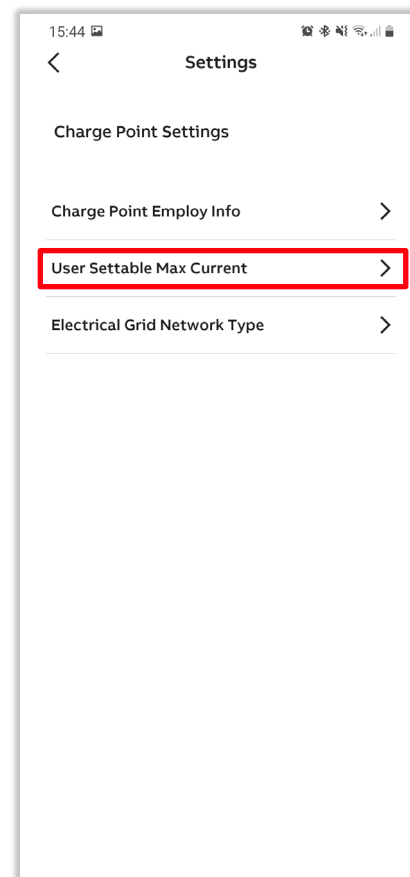 15:44
Settings
Charge Point Settings
Charge Point Employ Info
User Settable Max Current
Electrical Grid Network Type